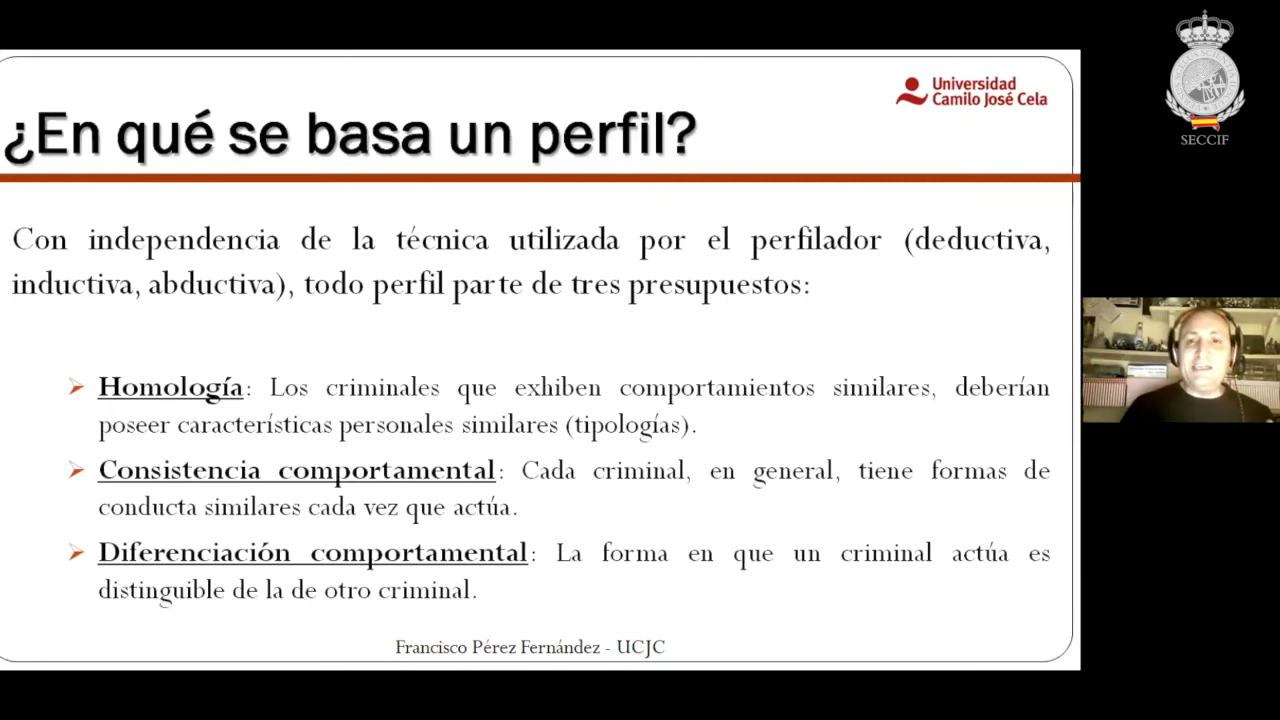 Universidad
Camilo José Cela
SECCIF
¿En qué se basa un perfil?
Con independencia de la técnica utilizada por el perfilador (deductiva,
inductiva, abductiva), todo perfil parte de tres presupuestos:
Homología: Los criminales que exhiben comportamientos similares, deberían
poseer características personales similares (tipologías).
Consistencia comportamental: Cada criminal, en general, tiene formas de
conducta similares cada vez que actúa.
Diferenciación comportamental: La forma en que un criminal actúa es
distinguible de la de otro criminal.
Francisco Pérez Fernández - UCJC